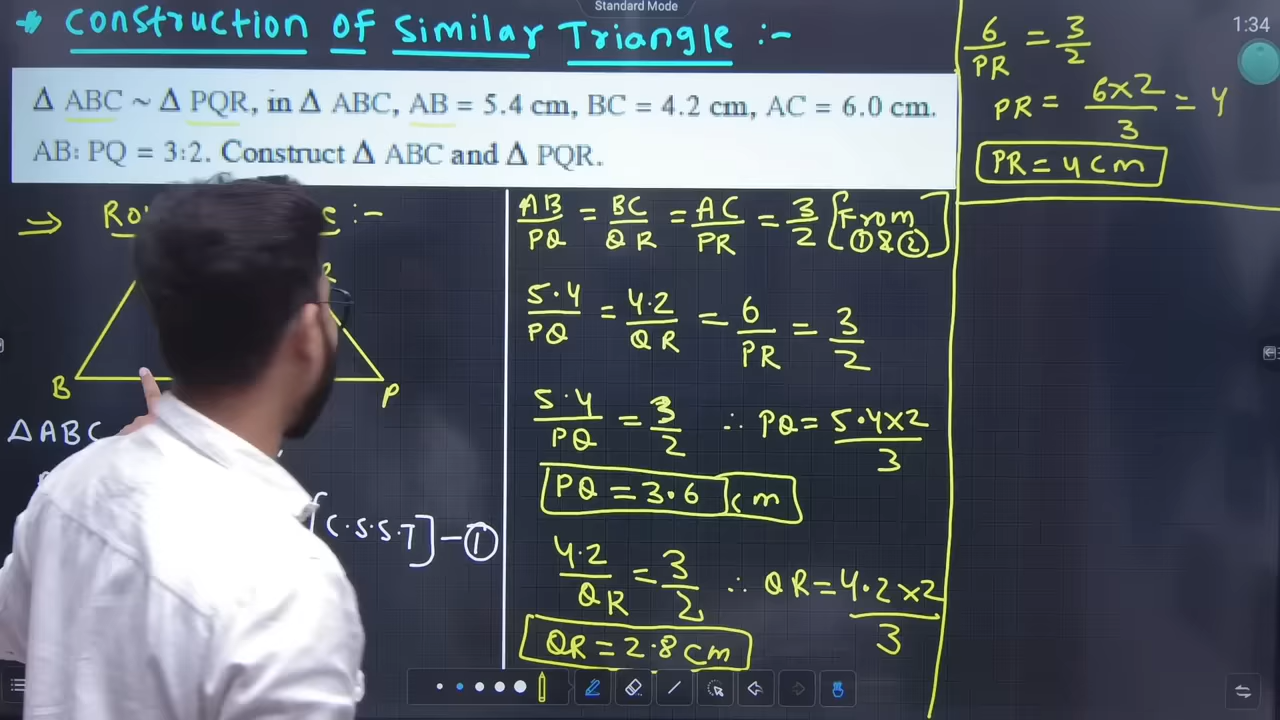 Standard Mode
1:34
* Construction of Similar Triangle :-
Δ ABC ~ Δ PQR, in Δ ABC, AB = 5.4 cm, BC = 4.2 cm, AC = 6.0 cm.
AB: PQ = 3:2. Construct Δ ABC and Δ PQR.
⇒ :-
R
B P
△ABC
[C.S.S.T] - ①
AB/PQ = BC/QR = AC/PR = 3/2 [From ① & ②]
5.4/PQ = 4.2/QR = 6/PR = 3/2
5.4/PQ = 3/2 ∴ PQ = 5.4×2/3
PQ = 3.6 cm
4.2/QR = 3/2 ∴ QR = 4.2×2/3
QR = 2.8 cm
6/PR = 3/2
PR = 6×2/3 = 4
PR = 4 cm